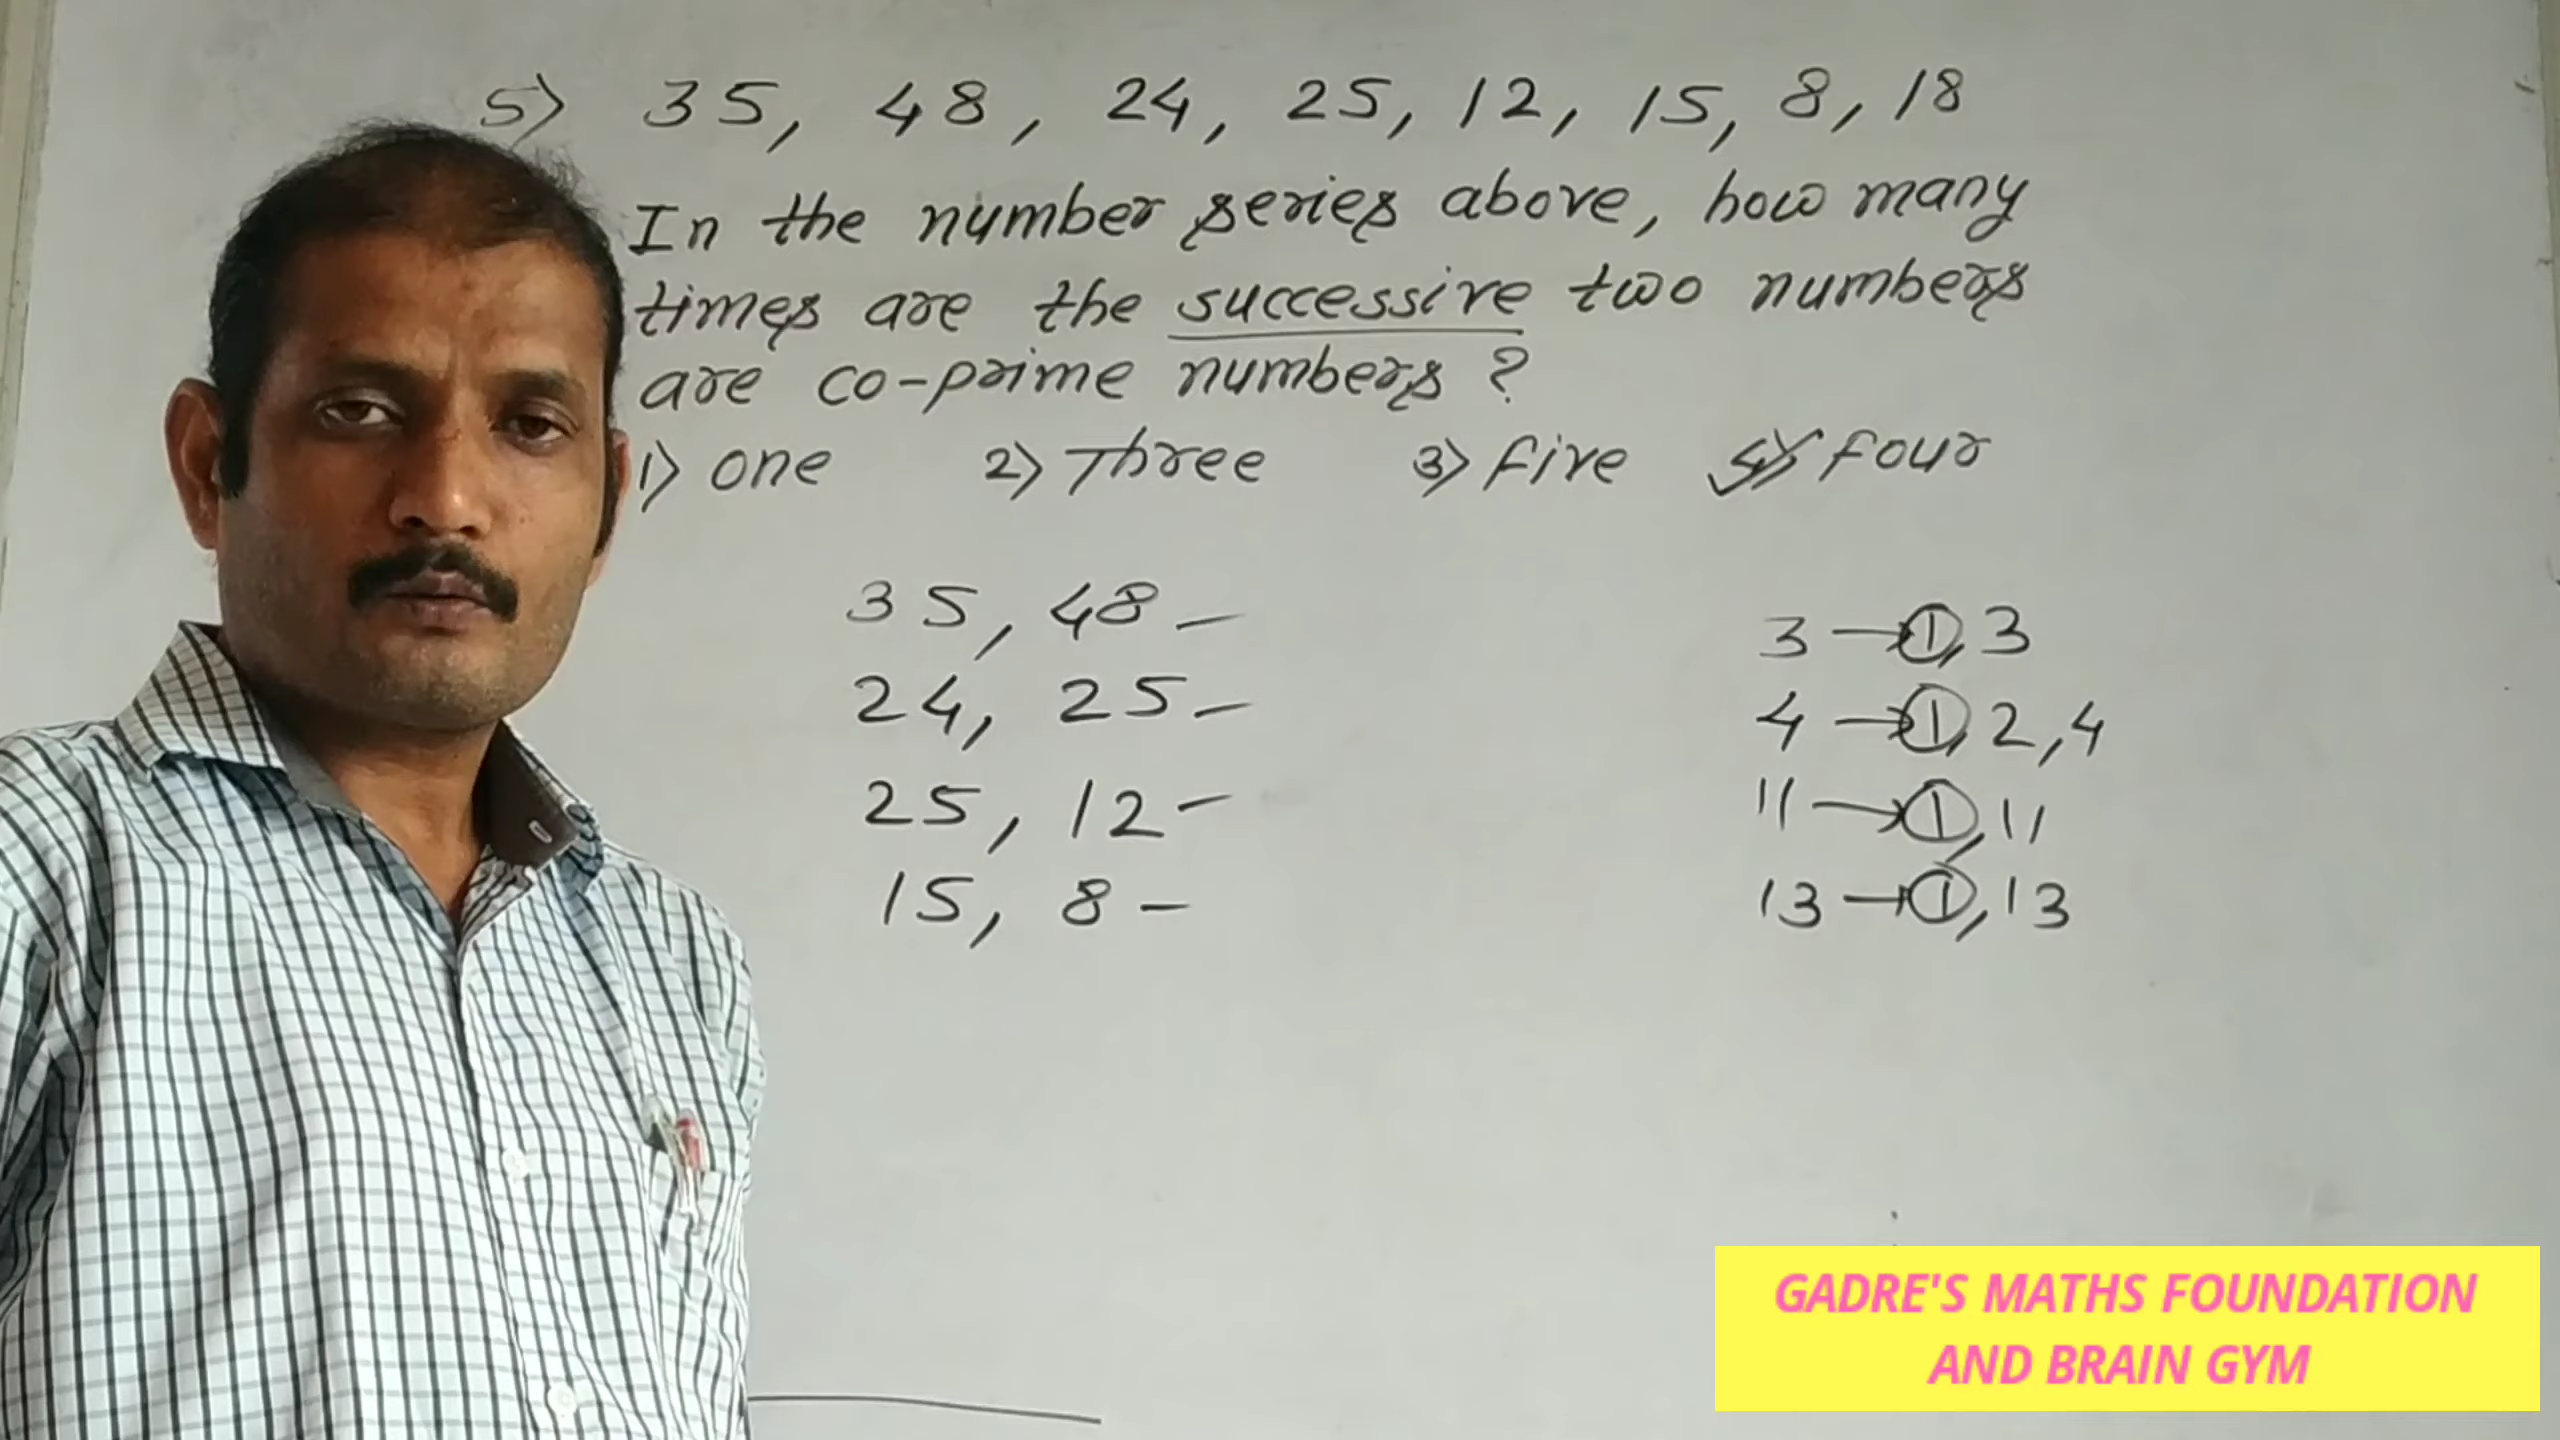 5) 35, 48, 24, 25, 12, 15, 8, 18
In the number series above, how many
times are the successive two numbers
are co-prime numbers?
1) one 2) Three 3) five 4) four
35, 48 –
24, 25 –
25, 12 –
15, 8 –
3 → 1, 3
4 → 1, 2, 4
11 → 1, 11
13 → 1, 13
GADRE'S MATHS FOUNDATION
AND BRAIN GYM